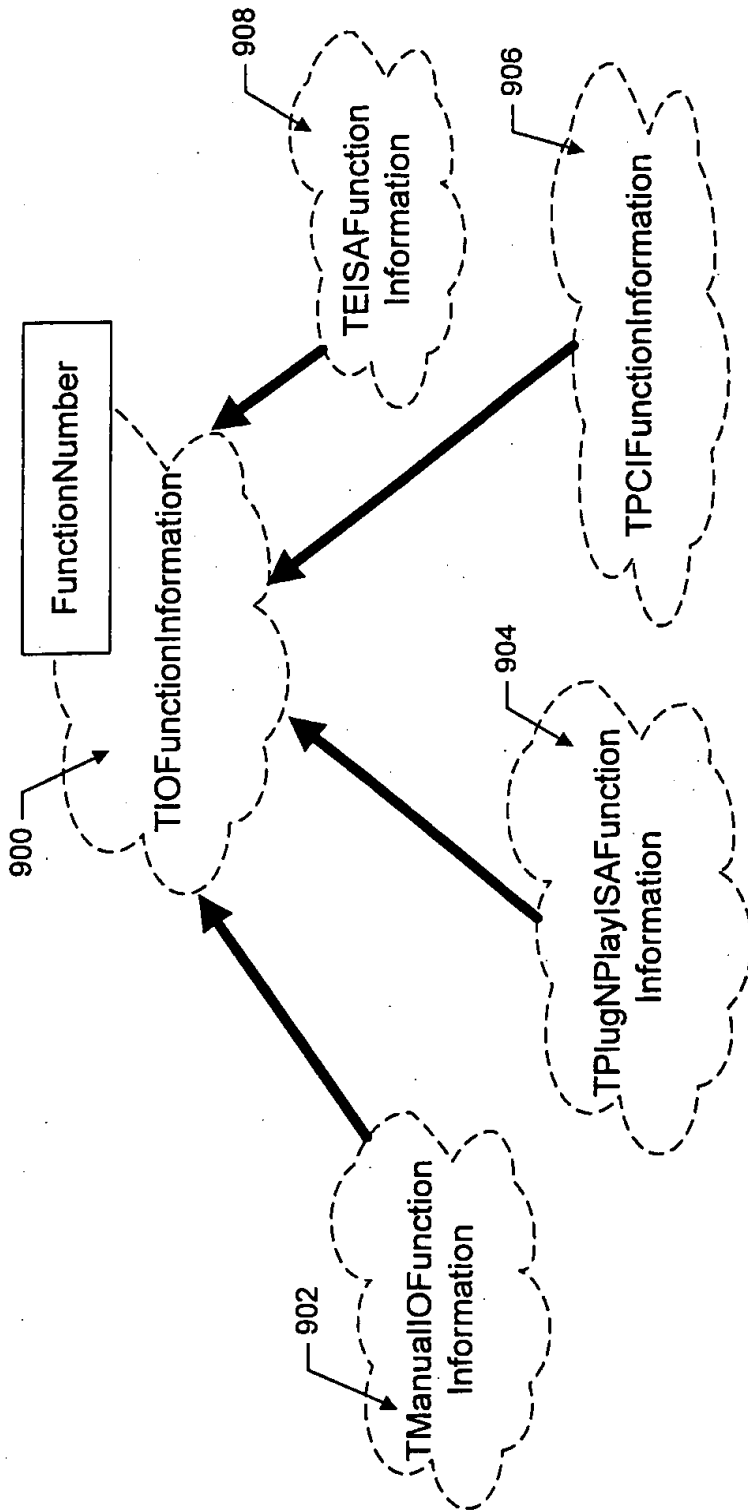 FunctionNumber
900
TIOFunctionInformation
908
TEISAFunction
Information
902
TManualIOFunction
Information
904
TPlugNPlayISAFunction
Information
906
TPCIFunctionInformation